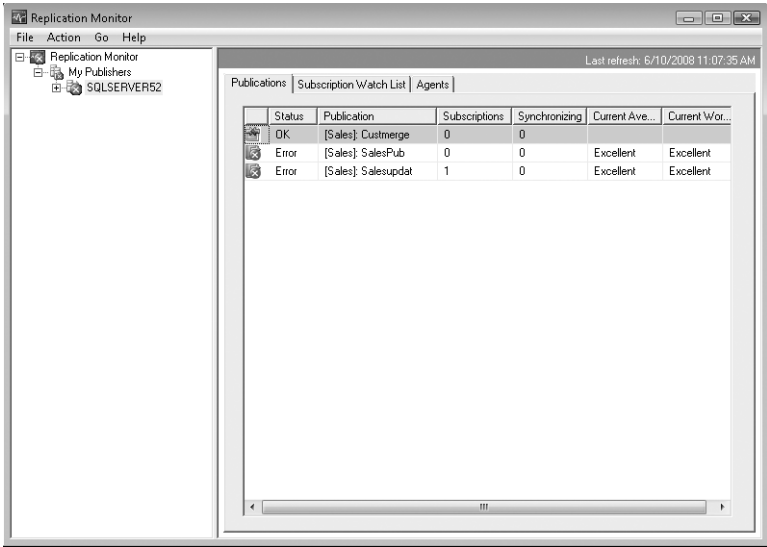 Replication Monitor
File Action Go Help
Replication Monitor
My Publishers
SQLSERVER52
Last refresh: 6/10/2008 11:07:35 AM
Publications Subscription Watch List Agents
Status Publication Subscriptions Synchronizing Current Ave... Current Wor...
OK [Sales]: Custmerge 0 0
Error [Sales]: SalesPub 0 0 Excellent Excellent
Error [Sales]: Salesupdat 1 0 Excellent Excellent